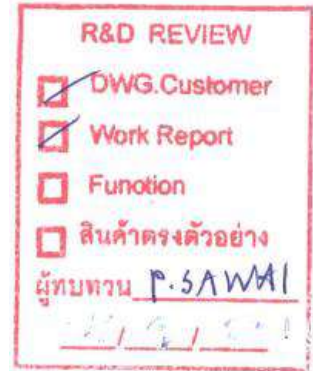 R&D REVIEW
DWG.Customer
Work Report
Function
สินค้าตรงตัวอย่าง
ผู้ทบทวน P.SAWAI